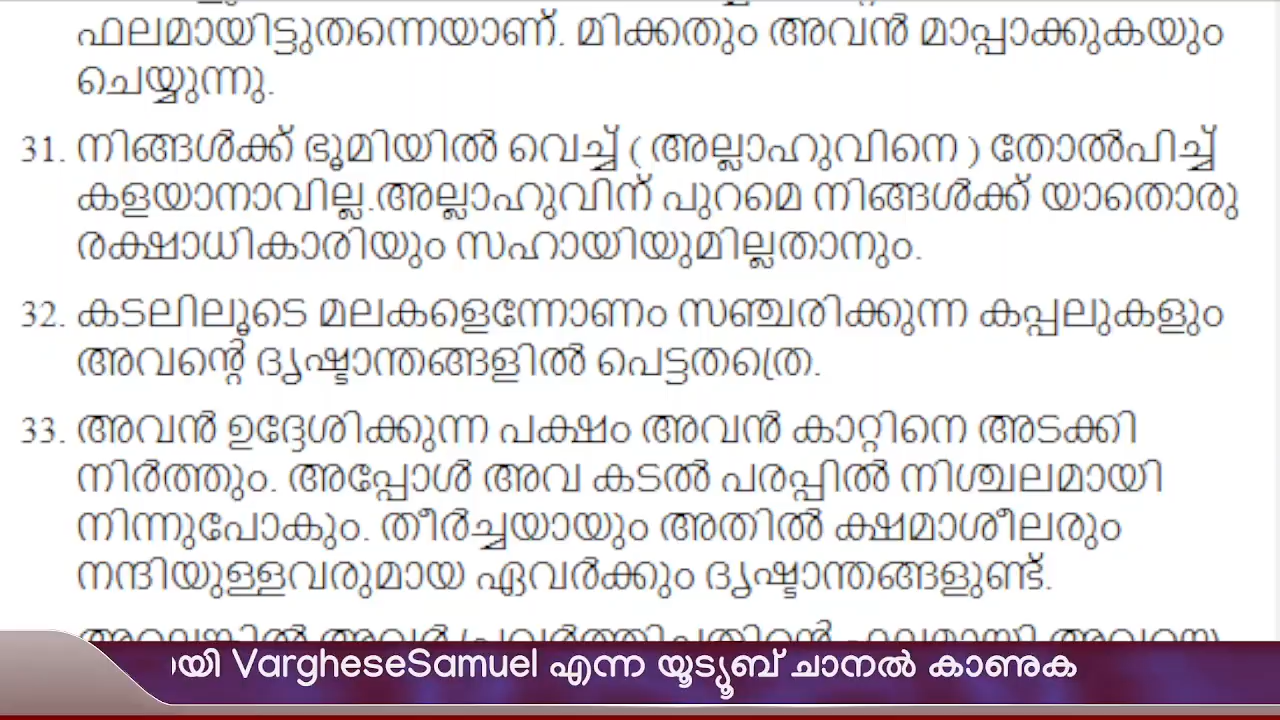 ഫലമായിട്ടുതന്നെയാണ്. മിക്കതും അവൻ മാപ്പാക്കുകയും
ചെയ്യുന്നു.
31. നിങ്ങൾക്ക് ഭൂമിയിൽ വെച്ച് ( അല്ലാഹുവിനെ ) തോൽപിച്ച്
കളയാനാവില്ല.അല്ലാഹുവിന് പുറമെ നിങ്ങൾക്ക് യാതൊരു
രക്ഷാധികാരിയും സഹായിയുമില്ലതാനും.
32. കടലിലൂടെ മലകളെന്നോണം സഞ്ചരിക്കുന്ന കപ്പലുകളും
അവന്റെ ദൃഷ്ടാന്തങ്ങളിൽ പെട്ടതത്രെ.
33. അവൻ ഉദ്ദേശിക്കുന്ന പക്ഷം അവൻ കാറ്റിനെ അടക്കി
നിർത്തും. അപ്പോൾ അവ കടൽ പരപ്പിൽ നിശ്ചലമായി
നിന്നുപോകും. തീർച്ചയായും അതിൽ ക്ഷമാശീലരും
നന്ദിയുള്ളവരുമായ ഏവർക്കും ദൃഷ്ടാന്തങ്ങളുണ്ട്.
VargheseSamuel എന്ന യൂട്യൂബ് ചാനൽ കാണുക